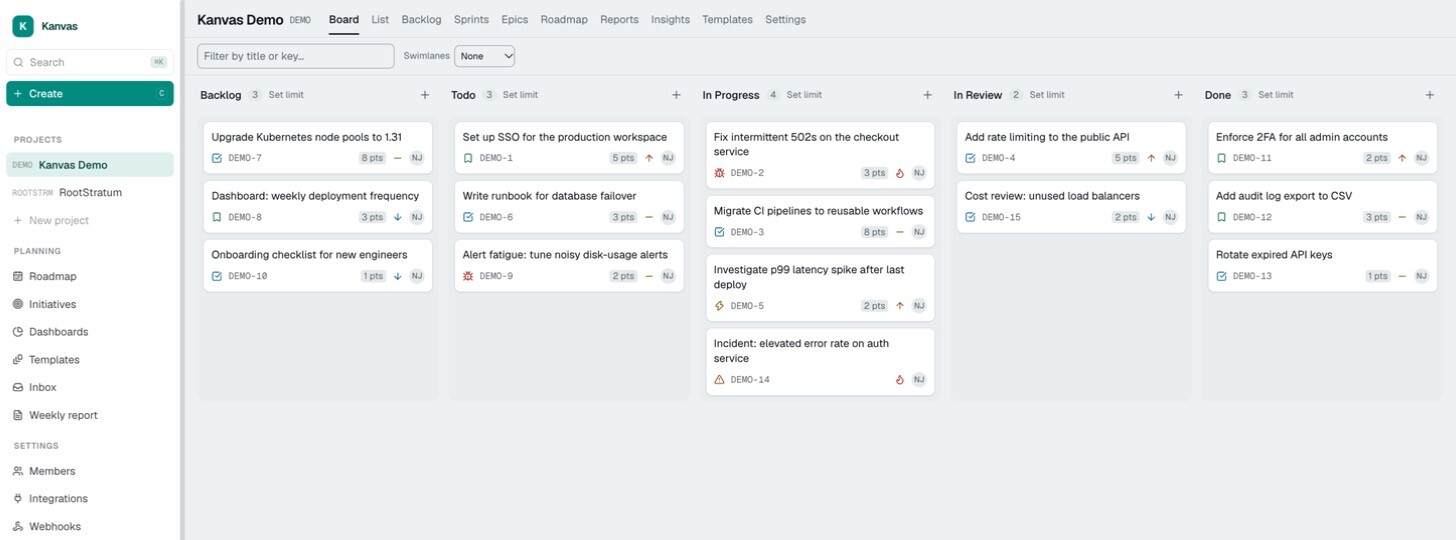 K Kanvas
Search ⌘K
+ Create C
PROJECTS
DEMO Kanvas Demo
ROOTSTRM RootStratum
+ New project
PLANNING
Roadmap
Initiatives
Dashboards
Templates
Inbox
Weekly report
SETTINGS
Members
Integrations
Webhooks
Kanvas Demo DEMO Board List Backlog Sprints Epics Roadmap Reports Insights Templates Settings
Filter by title or key... Swimlanes None
Backlog 3 Set limit +
Upgrade Kubernetes node pools to 1.31
DEMO-7 8 pts NJ
Dashboard: weekly deployment frequency
DEMO-8 3 pts NJ
Onboarding checklist for new engineers
DEMO-10 1 pts NJ
Todo 3 Set limit +
Set up SSO for the production workspace
DEMO-1 5 pts NJ
Write runbook for database failover
DEMO-6 3 pts NJ
Alert fatigue: tune noisy disk-usage alerts
DEMO-9 2 pts NJ
In Progress 4 Set limit +
Fix intermittent 502s on the checkout
service
DEMO-2 3 pts NJ
Migrate CI pipelines to reusable workflows
DEMO-3 8 pts NJ
Investigate p99 latency spike after last
deploy
DEMO-5 2 pts NJ
Incident: elevated error rate on auth
service
DEMO-14 NJ
In Review 2 Set limit +
Add rate limiting to the public API
DEMO-4 5 pts NJ
Cost review: unused load balancers
DEMO-15 2 pts NJ
Done 3 Set limit +
Enforce 2FA for all admin accounts
DEMO-11 2 pts NJ
Add audit log export to CSV
DEMO-12 3 pts NJ
Rotate expired API keys
DEMO-13 1 pts NJ